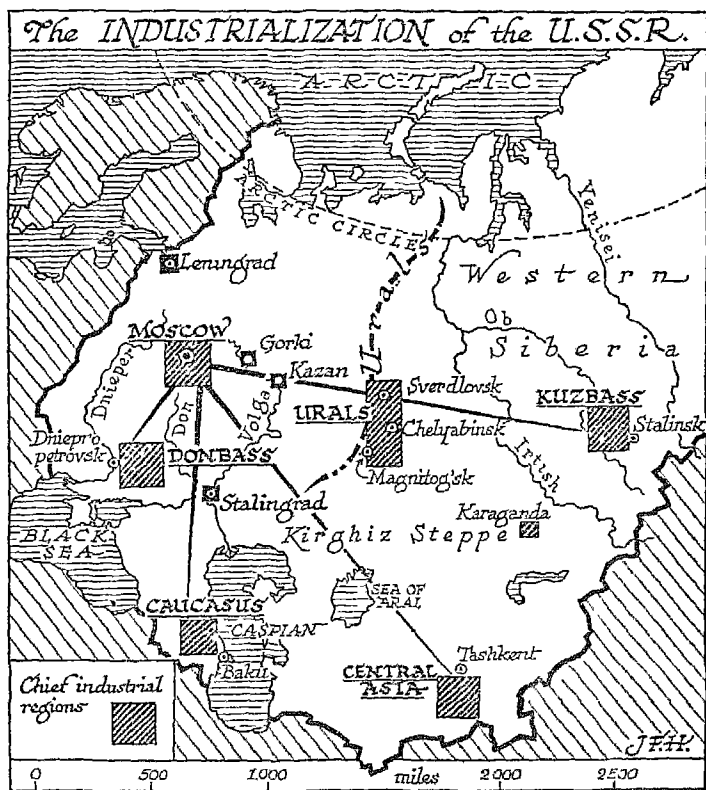 The INDUSTRIALIZATION of the U.S.S.R.
ARCTIC
ARCTIC CIRCLE
Yenisei
Urals
Western
Siberia
Ob
Leningrad
MOSCOW
Gorki
Kazan
Dnieper
Don
Volga
URALS
Sverdlovsk
Chelyabinsk
Magnitog'sk
KUZBASS
Stalinsk
Irtish
Dniepro
petrovsk
DONBASS
Stalingrad
Karaganda
Kirghiz Steppe
BLACK
SEA
SEA OF
ARAL
CAUCASUS
CASPIAN
Baku
Tashkent
CENTRAL
ASIA
Chief industrial
regions
J.F.H.
0 500 1,000 miles 2000 2500